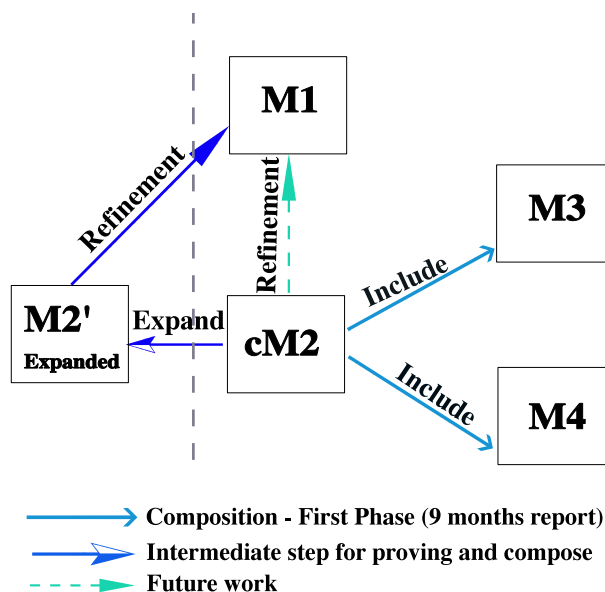 M1
Refinement
Refinement
M3
Include
M2'
Expanded
Expand
cM2
Include
M4
Composition - First Phase (9 months report)
Intermediate step for proving and compose
Future work